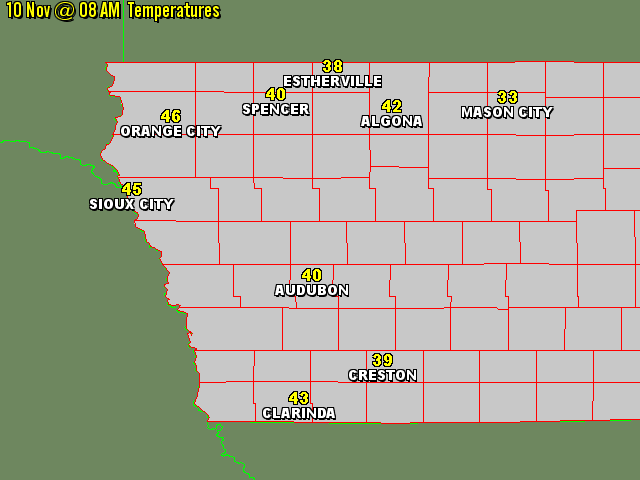 10 Nov @ 08 AM Temperatures
38
ESTHERVILLE
40
SPENCER
33
MASON CITY
42
ALGONA
46
ORANGE CITY
45
SIOUX CITY
40
AUDUBON
39
CRESTON
43
CLARINDA